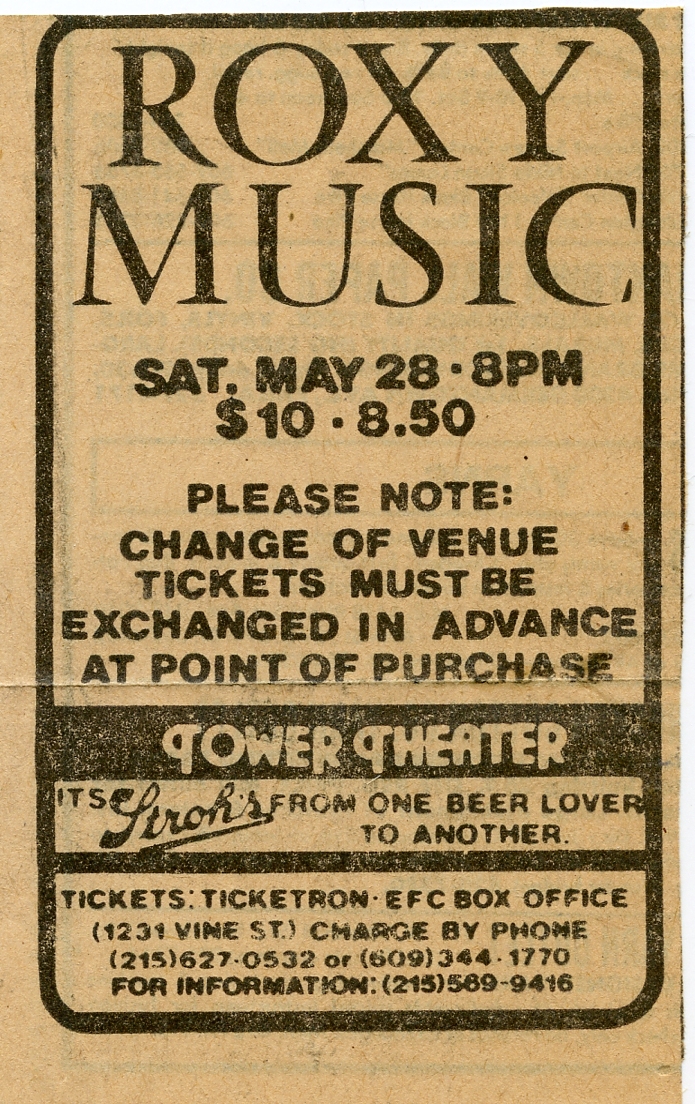 ROXY
MUSIC
SAT. MAY 28 · 8PM
$10 · 8.50
PLEASE NOTE:
CHANGE OF VENUE
TICKETS MUST BE
EXCHANGED IN ADVANCE
AT POINT OF PURCHASE
TOWER THEATER
ITS Stroh's FROM ONE BEER LOVER
TO ANOTHER.
TICKETS: TICKETRON · EFC BOX OFFICE
(1231 VINE ST.) CHARGE BY PHONE
(215)627-0532 or (609)344-1770
FOR INFORMATION: (215)569-9416